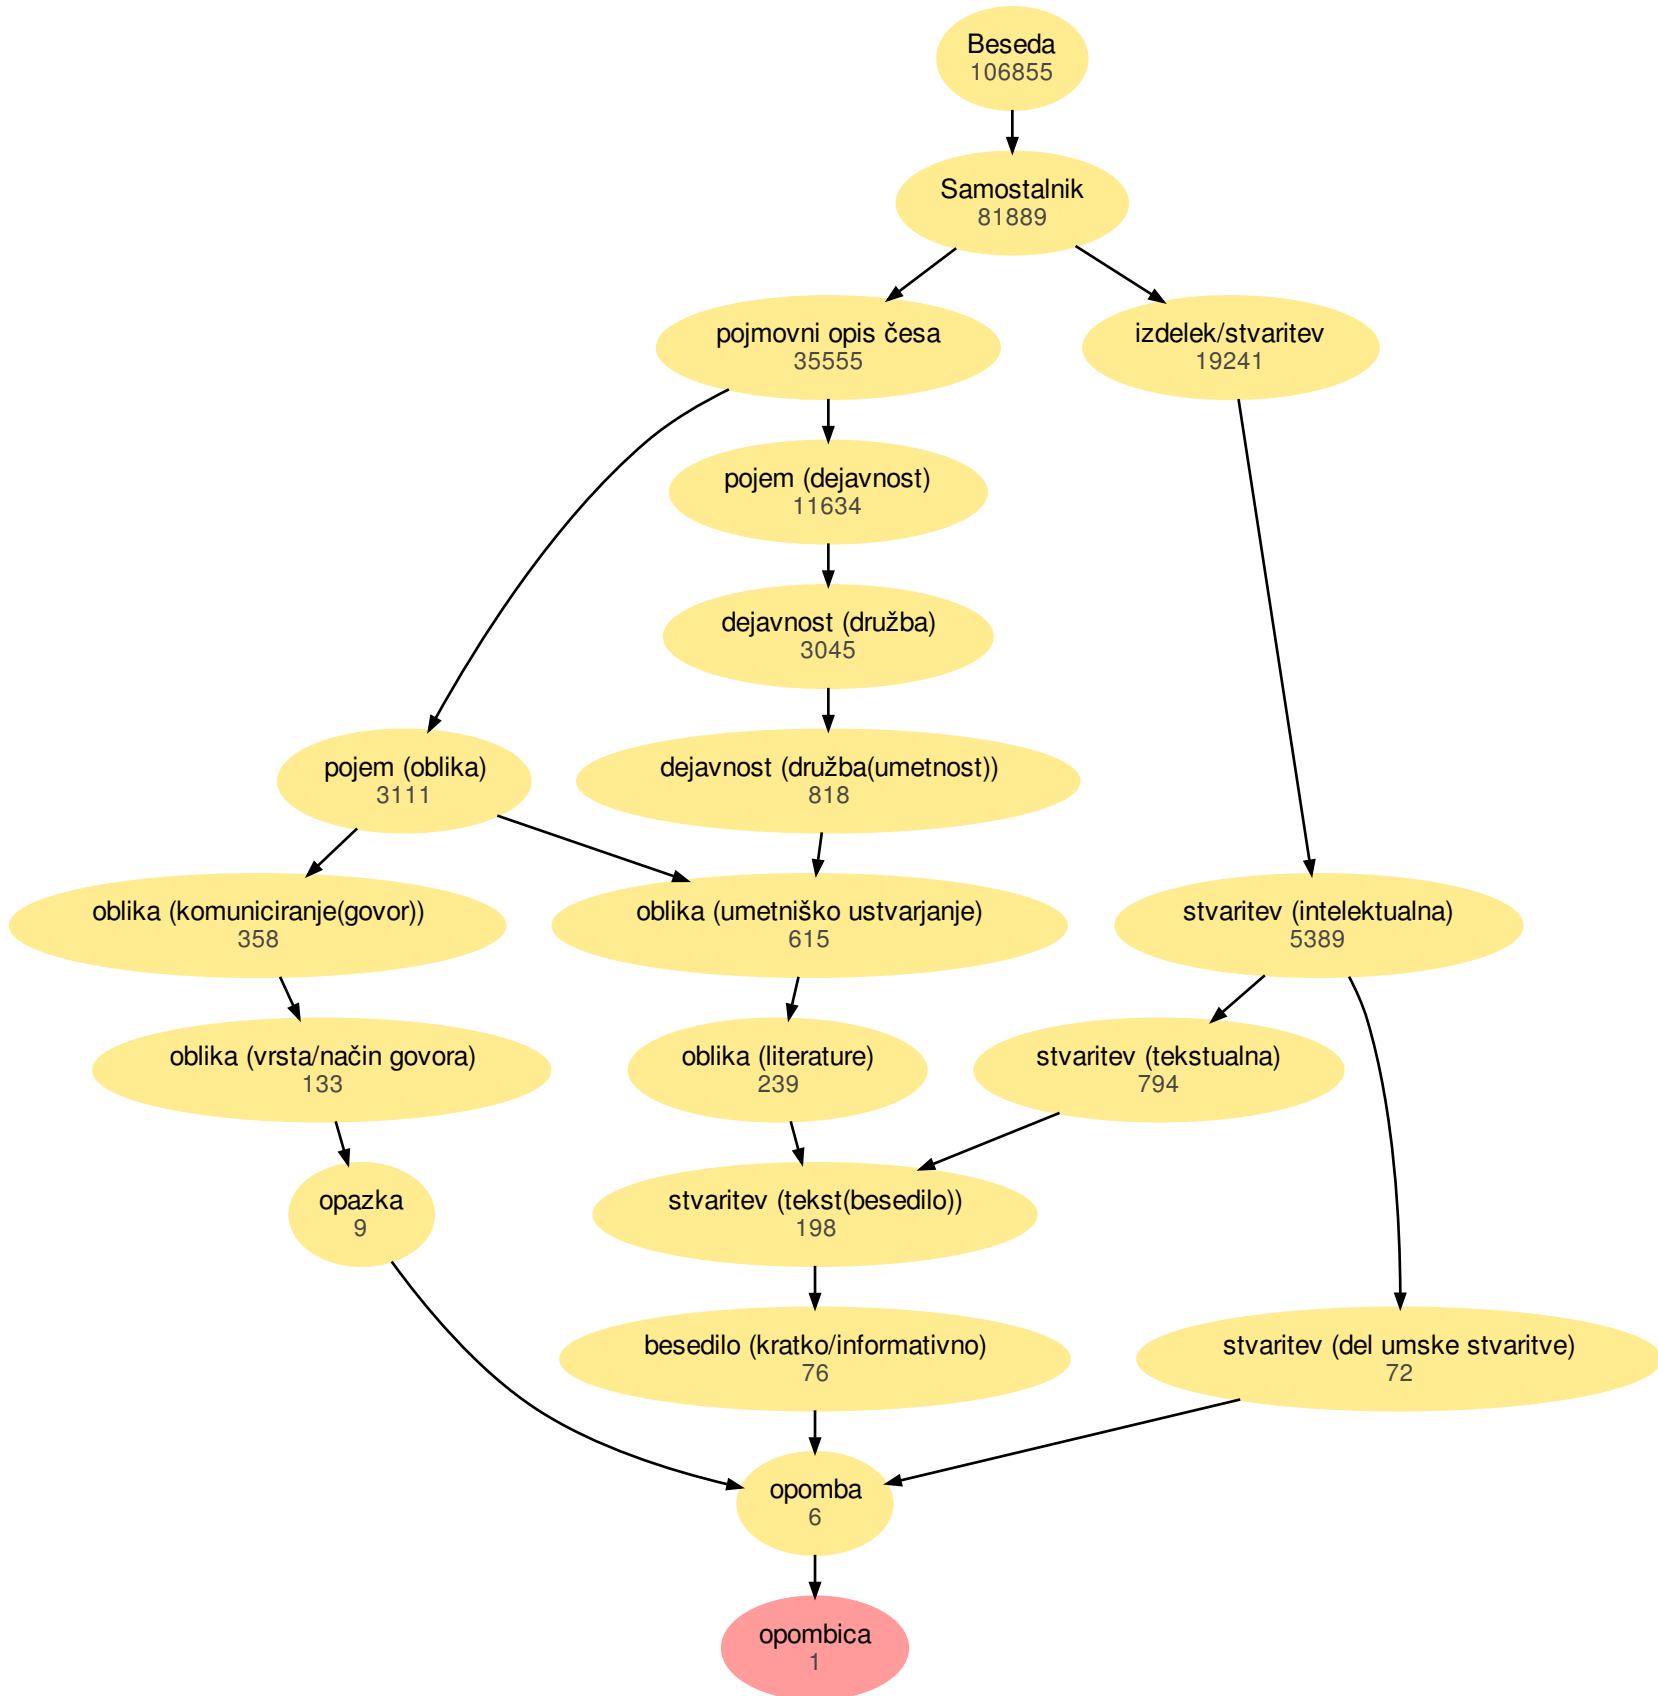 Beseda
106855
Samostalnik
81889
pojmovni opis česa
35555
izdelek/stvaritev
19241
pojem (dejavnost)
11634
dejavnost (družba)
3045
pojem (oblika)
3111
dejavnost (družba(umetnost))
818
oblika (komuniciranje(govor))
358
oblika (umetniško ustvarjanje)
615
stvaritev (intelektualna)
5389
oblika (vrsta/način govora)
133
oblika (literature)
239
stvaritev (tekstualna)
794
opazka
9
stvaritev (tekst(besedilo))
198
besedilo (kratko/informativno)
76
stvaritev (del umske stvaritve)
72
opomba
6
opombica
1